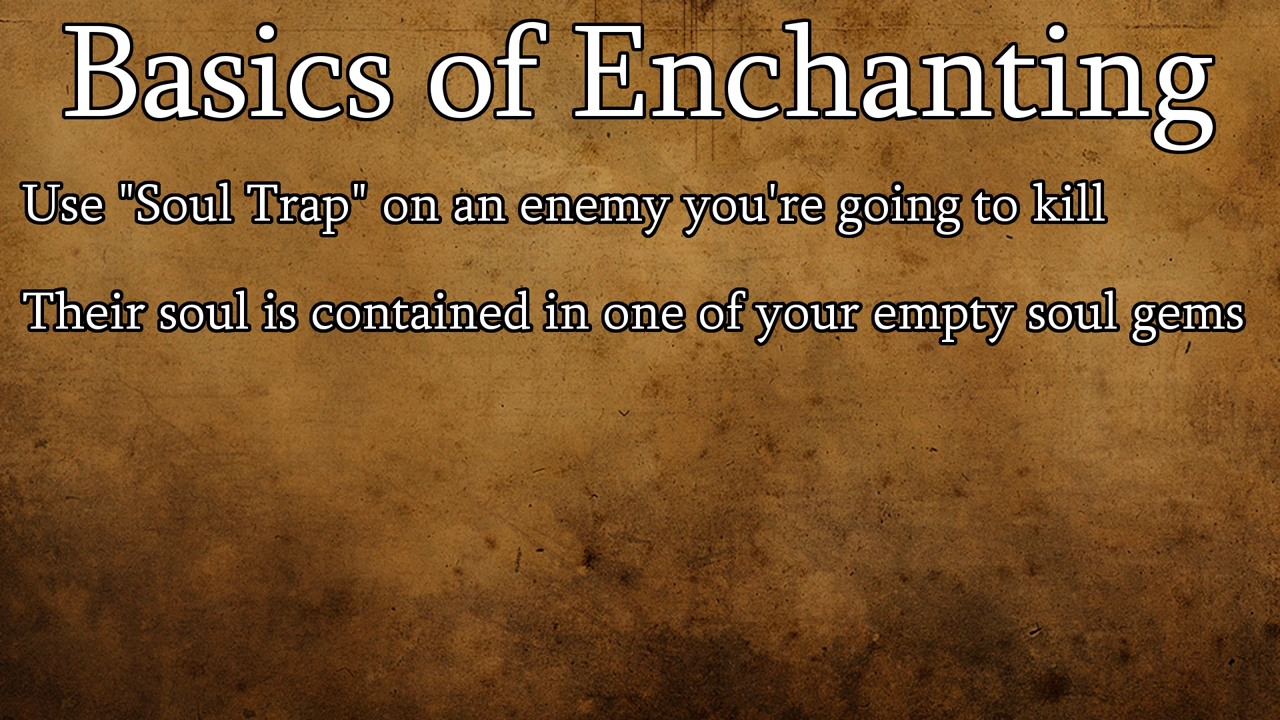 Basics of Enchanting
Use "Soul Trap" on an enemy you're going to kill
Their soul is contained in one of your empty soul gems